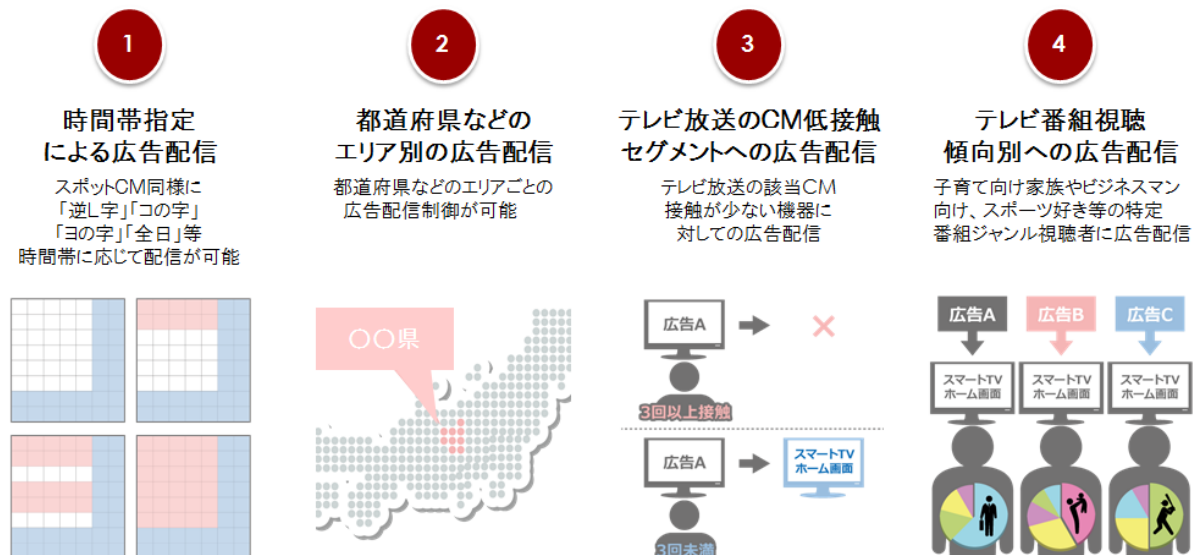 1
時間帯指定
による広告配信
スポットCM同様に
「逆L字」「コの字」
「ヨの字」「全日」等
時間帯に応じて配信が可能
2
都道府県などの
エリア別の広告配信
都道府県などのエリアごとの
広告配信制御が可能
〇〇県
3
テレビ放送のCM低接触
セグメントへの広告配信
テレビ放送の該当CM
接触が少ない機器に
対しての広告配信
広告A
3回以上接触
広告A
スマートTV
ホーム画面
3回未満
4
テレビ番組視聴
傾向別への広告配信
子育て向け家族やビジネスマン
向け、スポーツ好き等の特定
番組ジャンル視聴者に広告配信
広告A
広告B
広告C
スマートTV
ホーム画面
スマートTV
ホーム画面
スマートTV
ホーム画面